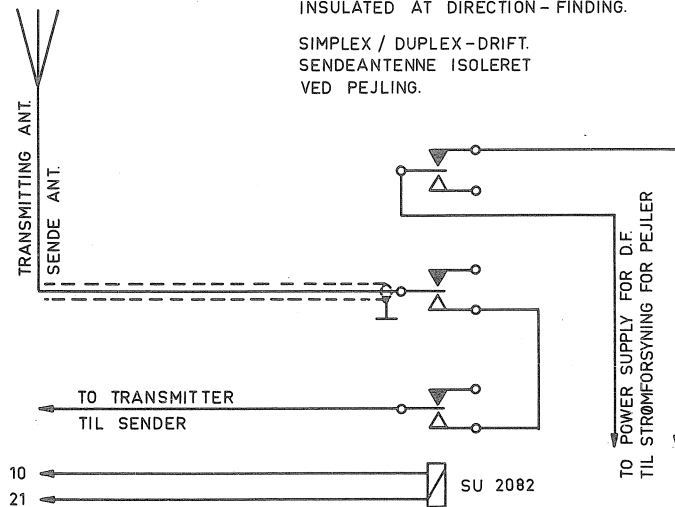 INSULATED AT DIRECTION - FINDING.
SIMPLEX / DUPLEX - DRIFT.
SENDEANTENNE ISOLERET
VED PEJLING.
TRANSMITTING ANT.
SENDE ANT.
TO POWER SUPPLY FOR D.F.
TIL STRØMFORSYNING FOR PEJLER
TO TRANSMITTER
TIL SENDER
10
21
SU 2082